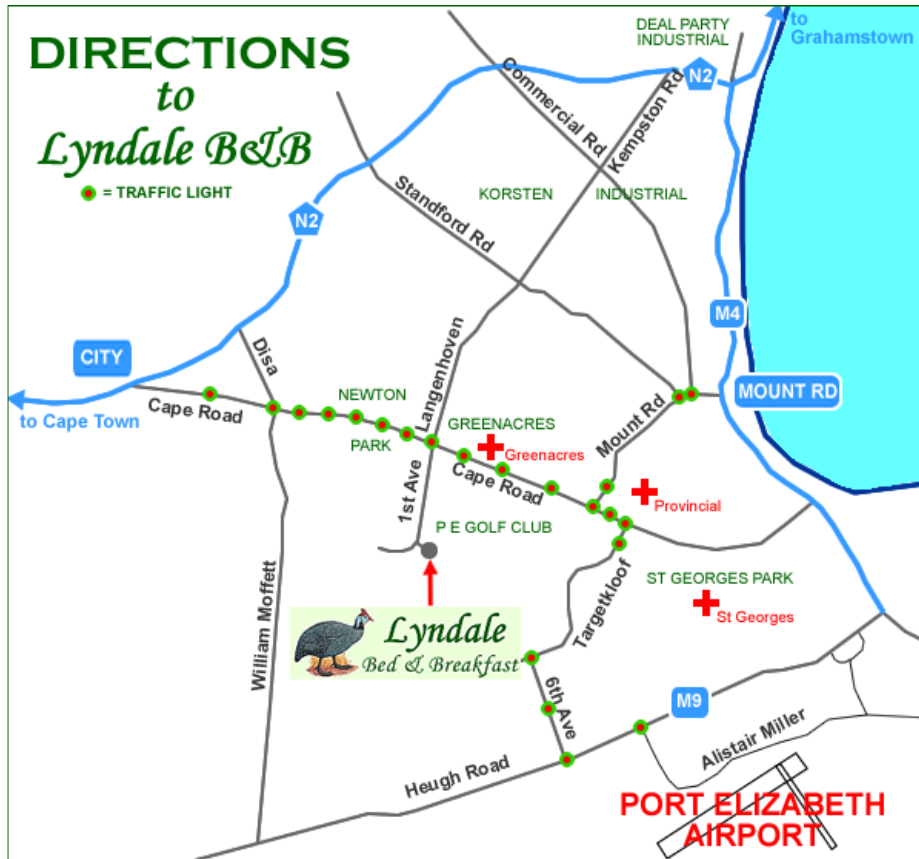 DIRECTIONS
to
Lyndale B&B
= TRAFFIC LIGHT
DEAL PARTY
INDUSTRIAL
to
Grahamstown
N2
Commercial Rd
Kempston Rd
KORSTEN
INDUSTRIAL
Standford Rd
N2
M4
CITY
to Cape Town
Disa
Cape Road
NEWTON
PARK
Langenhoven
GREENACRES
Greenacres
Mount Rd
MOUNT RD
1st Ave
Cape Road
Provincial
P E GOLF CLUB
Targetkloof
ST GEORGES PARK
St Georges
William Moffett
Lyndale
Bed & Breakfast
6th Ave
M9
Heugh Road
Alistair Miller
PORT ELIZABETH
AIRPORT